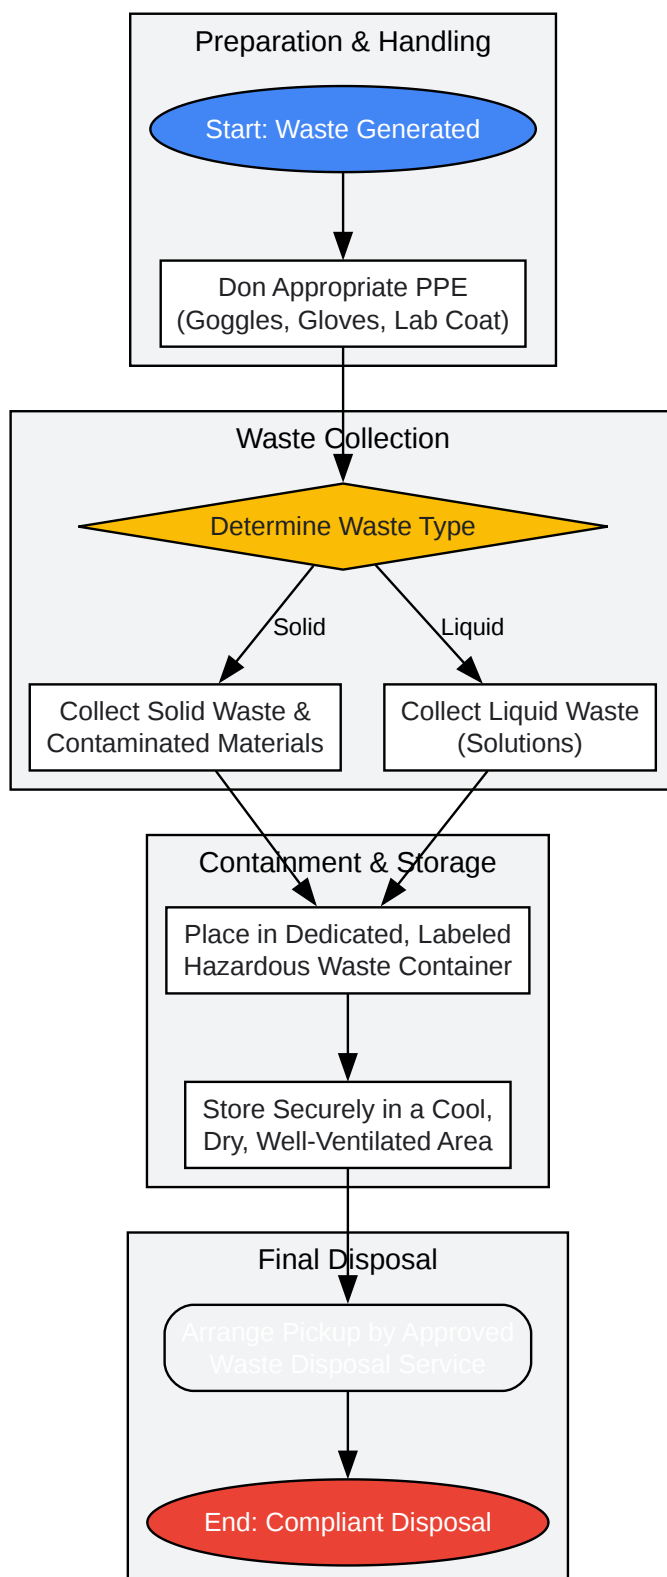 Preparation & Handling
Start: Waste Generated
Don Appropriate PPE
(Goggles, Gloves, Lab Coat)
Waste Collection
Determine Waste Type
Solid
Liquid
Collect Solid Waste &
Contaminated Materials
Collect Liquid Waste
(Solutions)
Containment & Storage
Place in Dedicated, Labeled
Hazardous Waste Container
Store Securely in a Cool,
Dry, Well-Ventilated Area
Final Disposal
Arrange Pickup by Approved
Waste Disposal Service
End: Compliant Disposal